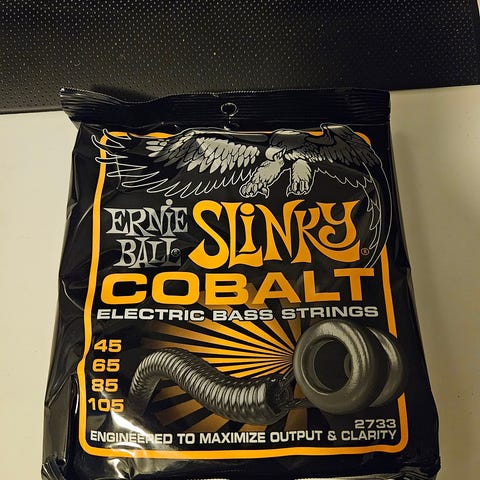 ERNIE BALL® SLINKY®
COBALT
ELECTRIC BASS STRINGS
45
65
85
105
2733
ENGINEERED TO MAXIMIZE OUTPUT & CLARITY